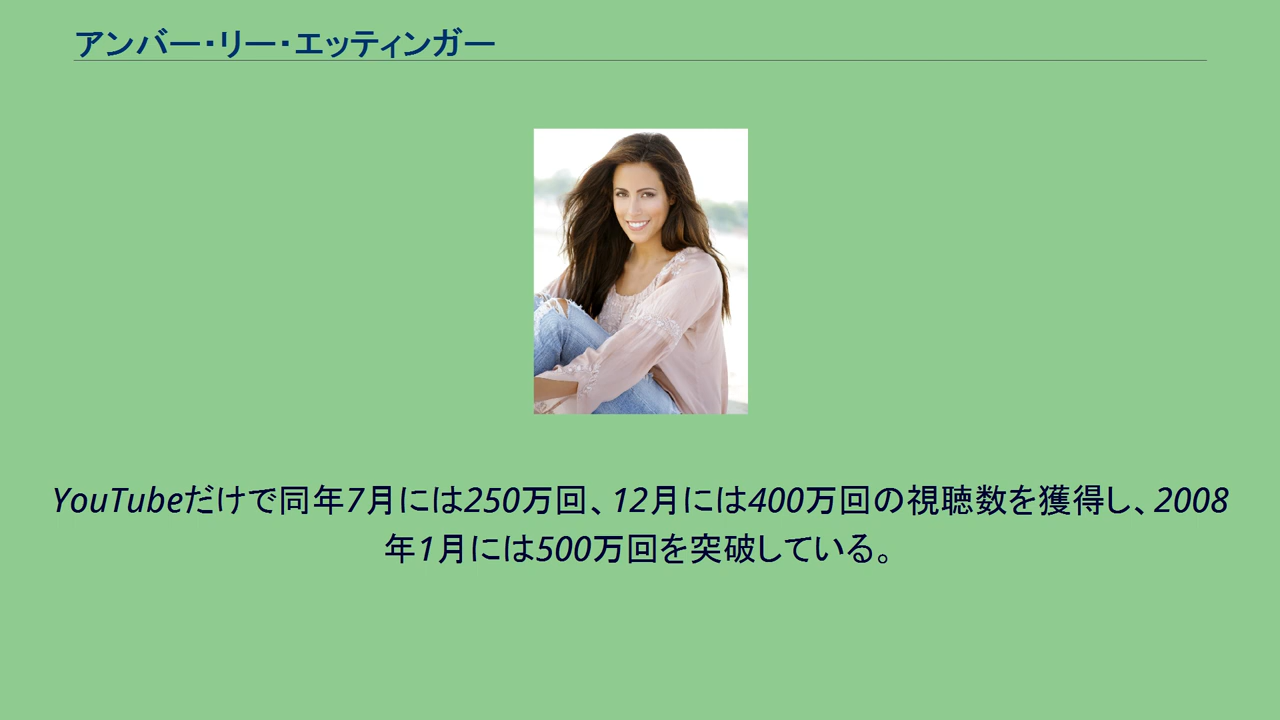 アンバー・リー・エッティンガー
YouTubeだけで同年7月には250万回、12月には400万回の視聴数を獲得し、2008
年1月には500万回を突破している。